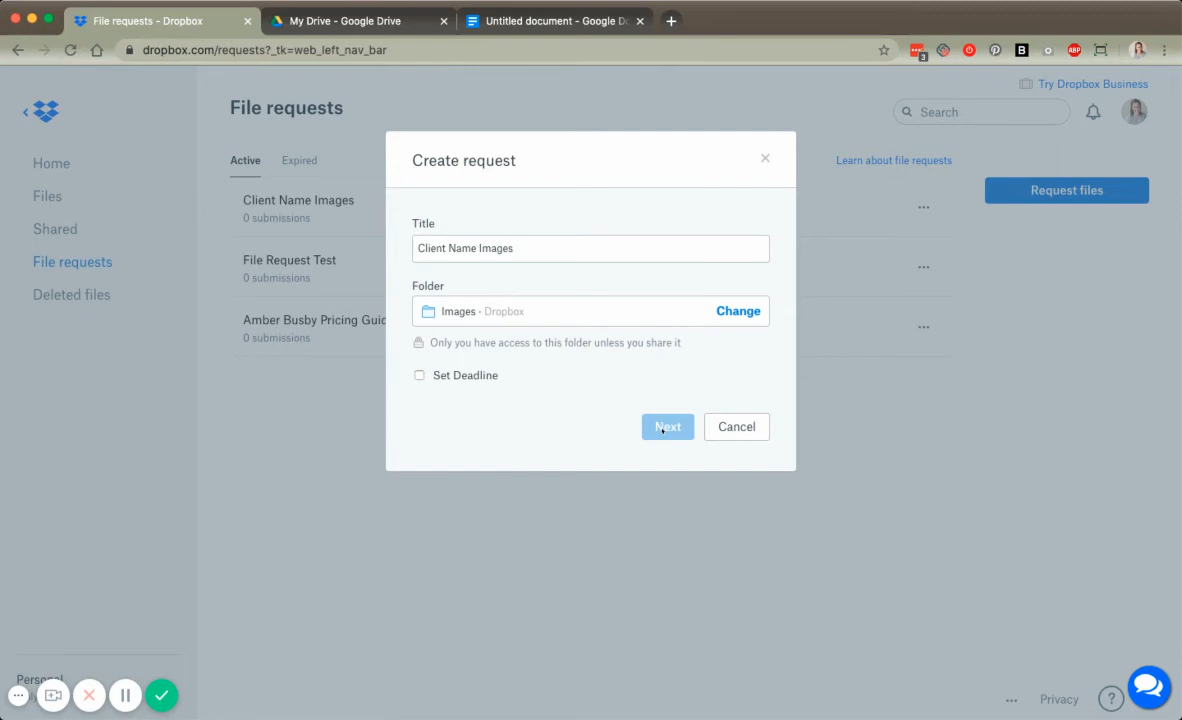 File requests - Dropbox
My Drive - Google Drive
Untitled document - Google Do
dropbox.com/requests?_tk=web_left_nav_bar
3
B
ABP
Try Dropbox Business
File requests
Search
Home
Files
Shared
File requests
Deleted files
Active
Expired
Learn about file requests
Request files
Client Name Images
0 submissions
File Request Test
0 submissions
Amber Busby Pricing Guid
0 submissions
Create request
Title
Client Name Images
Folder
Images · Dropbox
Change
Only you have access to this folder unless you share it
Set Deadline
Next
Cancel
Personal
Privacy
?